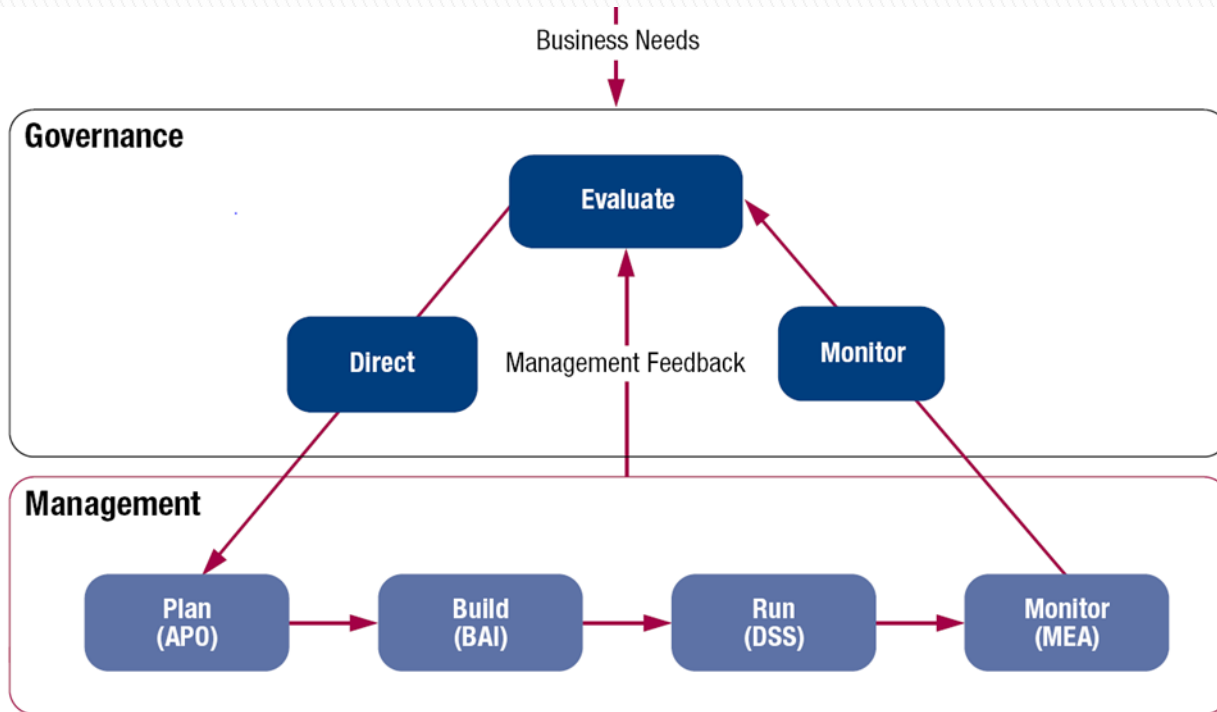 Business Needs
Governance
Evaluate
Direct
Management Feedback
Monitor
Management
Plan
(APO)
Build
(BAI)
Run
(DSS)
Monitor
(MEA)